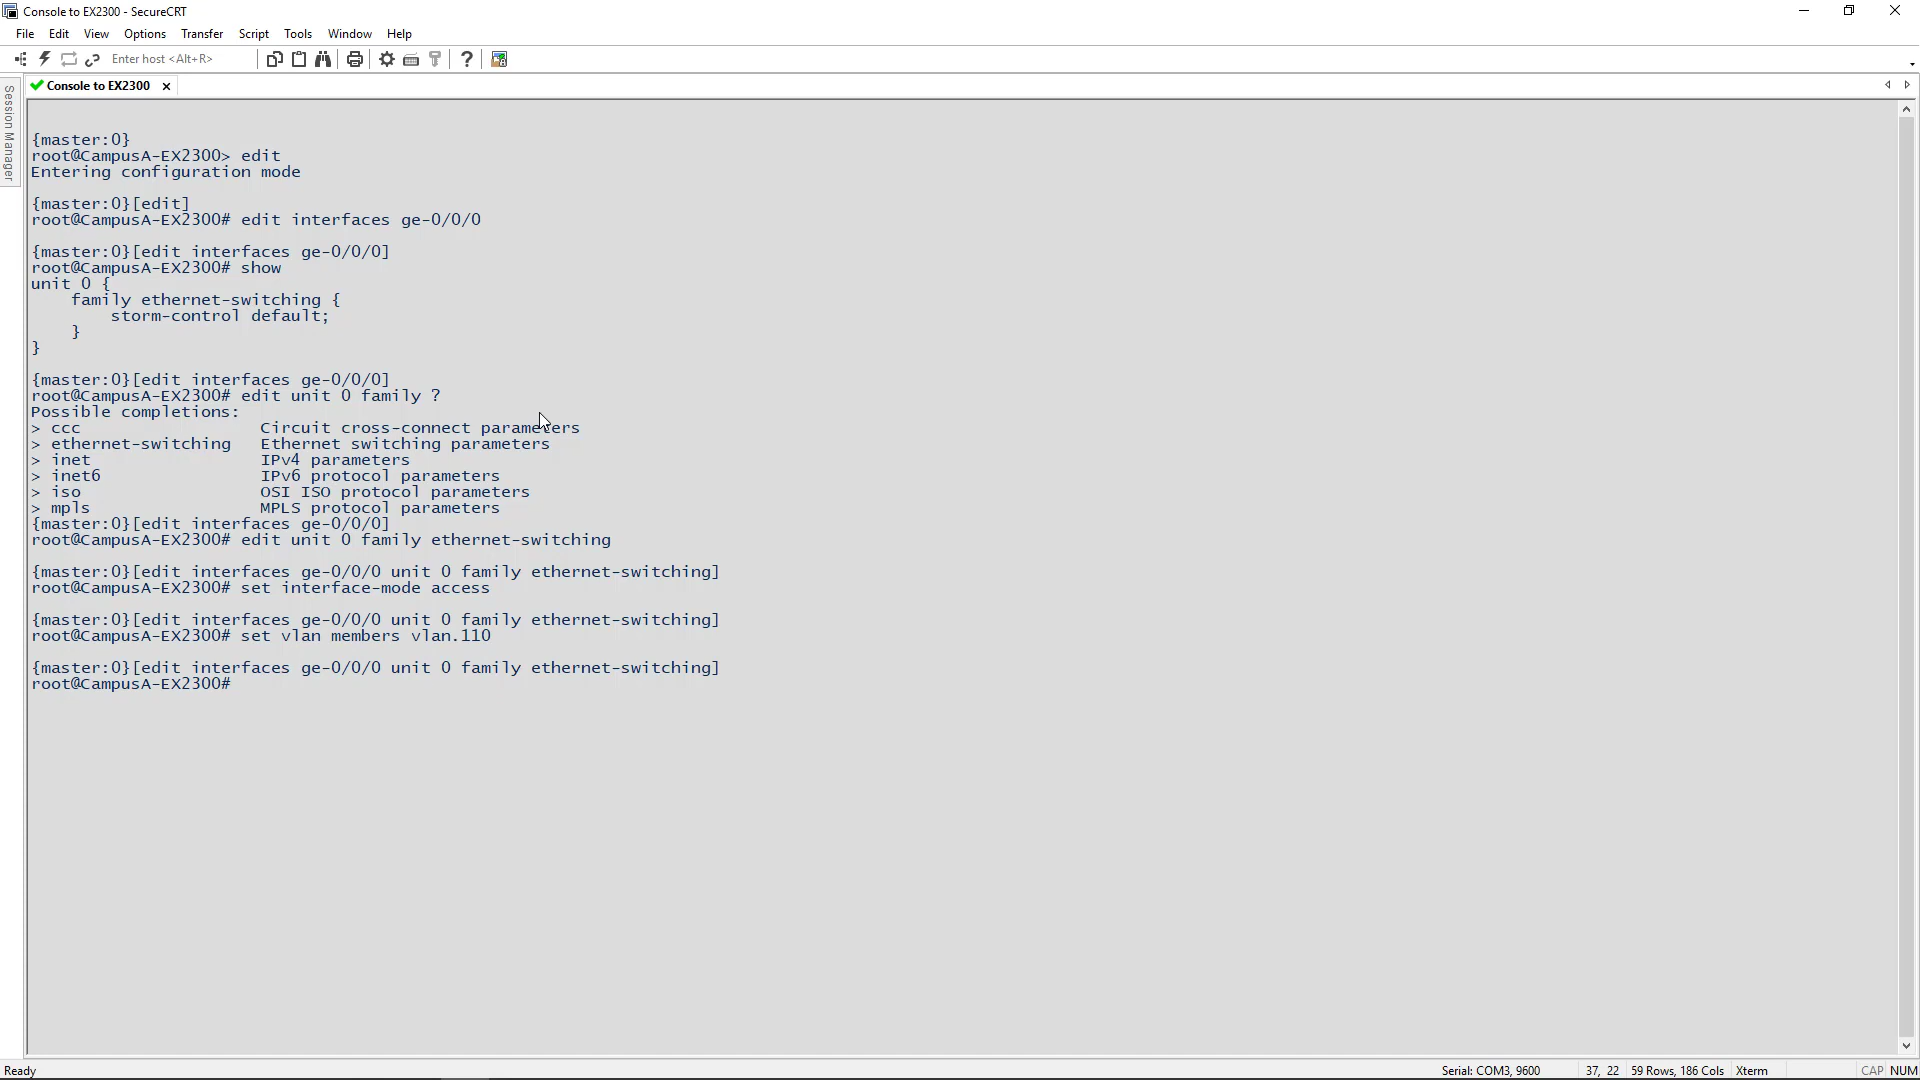 Console to EX2300 - SecureCRT
File Edit View Options Transfer Script Tools Window Help
Enter host <Alt+R>
Session Manager
Console to EX2300
{master:0}
root@CampusA-EX2300> edit
Entering configuration mode
{master:0}[edit]
root@CampusA-EX2300# edit interfaces ge-0/0/0
{master:0}[edit interfaces ge-0/0/0]
root@CampusA-EX2300# show
unit 0 {
    family ethernet-switching {
        storm-control default;
    }
}
{master:0}[edit interfaces ge-0/0/0]
root@CampusA-EX2300# edit unit 0 family ?
Possible completions:
> ccc                  Circuit cross-connect parameters
> ethernet-switching   Ethernet switching parameters
> inet                 IPv4 parameters
> inet6                IPv6 protocol parameters
> iso                  OSI ISO protocol parameters
> mpls                 MPLS protocol parameters
{master:0}[edit interfaces ge-0/0/0]
root@CampusA-EX2300# edit unit 0 family ethernet-switching
{master:0}[edit interfaces ge-0/0/0 unit 0 family ethernet-switching]
root@CampusA-EX2300# set interface-mode access
{master:0}[edit interfaces ge-0/0/0 unit 0 family ethernet-switching]
root@CampusA-EX2300# set vlan members vlan.110
{master:0}[edit interfaces ge-0/0/0 unit 0 family ethernet-switching]
root@CampusA-EX2300#
Ready Serial: COM3, 9600 37, 22 59 Rows, 186 Cols Xterm CAP NUM